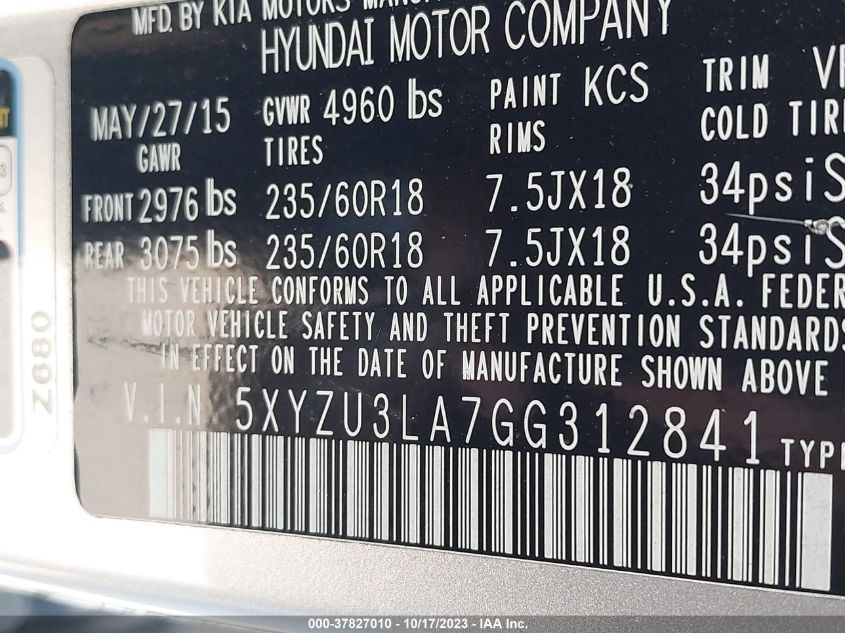 MFD. BY KIA MOTORS
HYUNDAI MOTOR COMPANY
MAY/27/15 GVWR 4960 lbs PAINT KCS TRIM
GAWR TIRES RIMS COLD
FRONT 2976 lbs 235/60R18 7.5JX18 34psi
REAR 3075 lbs 235/60R18 7.5JX18 34psi
THIS VEHICLE CONFORMS TO ALL APPLICABLE U.S.A.
MOTOR VEHICLE SAFETY AND THEFT PREVENTION STANDARDS
IN EFFECT ON THE DATE OF MANUFACTURE SHOWN ABOVE
V.I.N 5XYZU3LA7GG312841
Z680
000-37827010 - 10/17/2023 - IAA Inc.